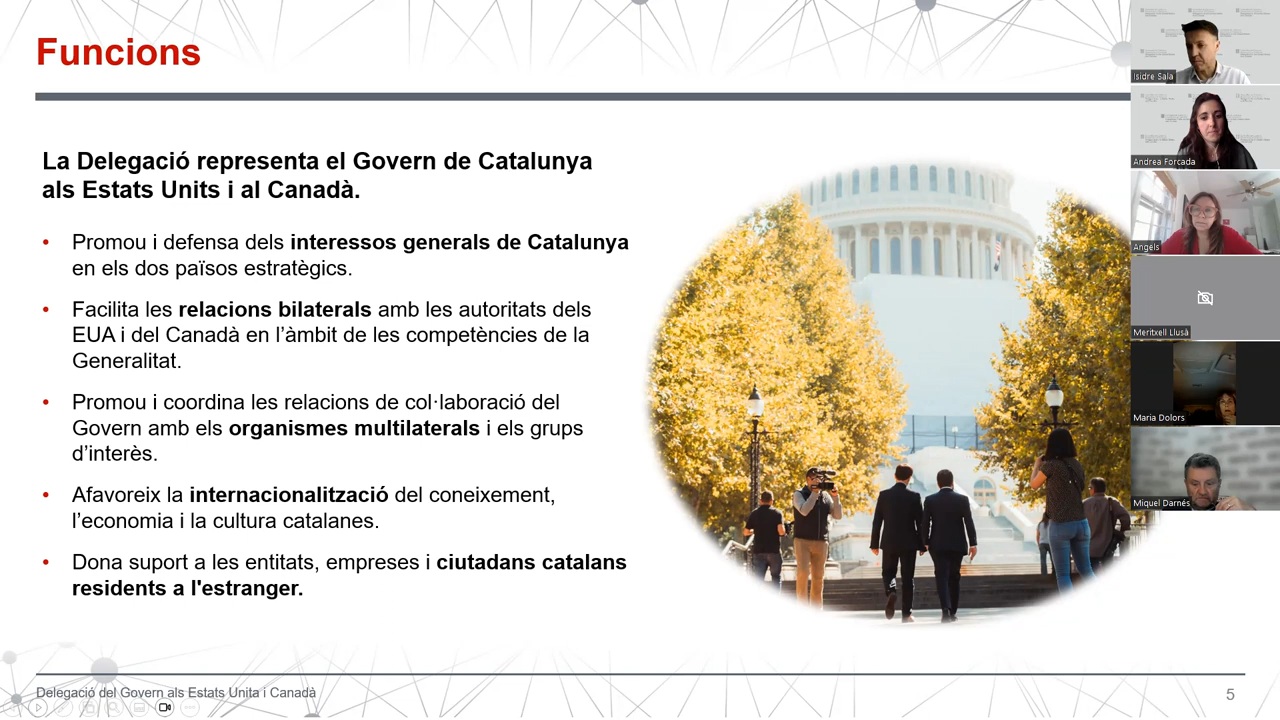 Funcions
La Delegació representa el Govern de Catalunya
als Estats Units i al Canadà.
• Promou i defensa dels interessos generals de Catalunya
en els dos països estratègics.
• Facilita les relacions bilaterals amb les autoritats dels
EUA i del Canadà en l’àmbit de les competències de la
Generalitat.
• Promou i coordina les relacions de col·laboració del
Govern amb els organismes multilaterals i els grups
d’interès.
• Afavoreix la internacionalització del coneixement,
l’economia i la cultura catalanes.
• Dona suport a les entitats, empreses i ciutadans catalans
residents a l'estranger.
Delegació del Govern als Estats Unita i Canadà
5
Isidre Sala
Andrea Forcada
Angels
Meritxell Llusà
Maria Dolors
Miquel Darnés